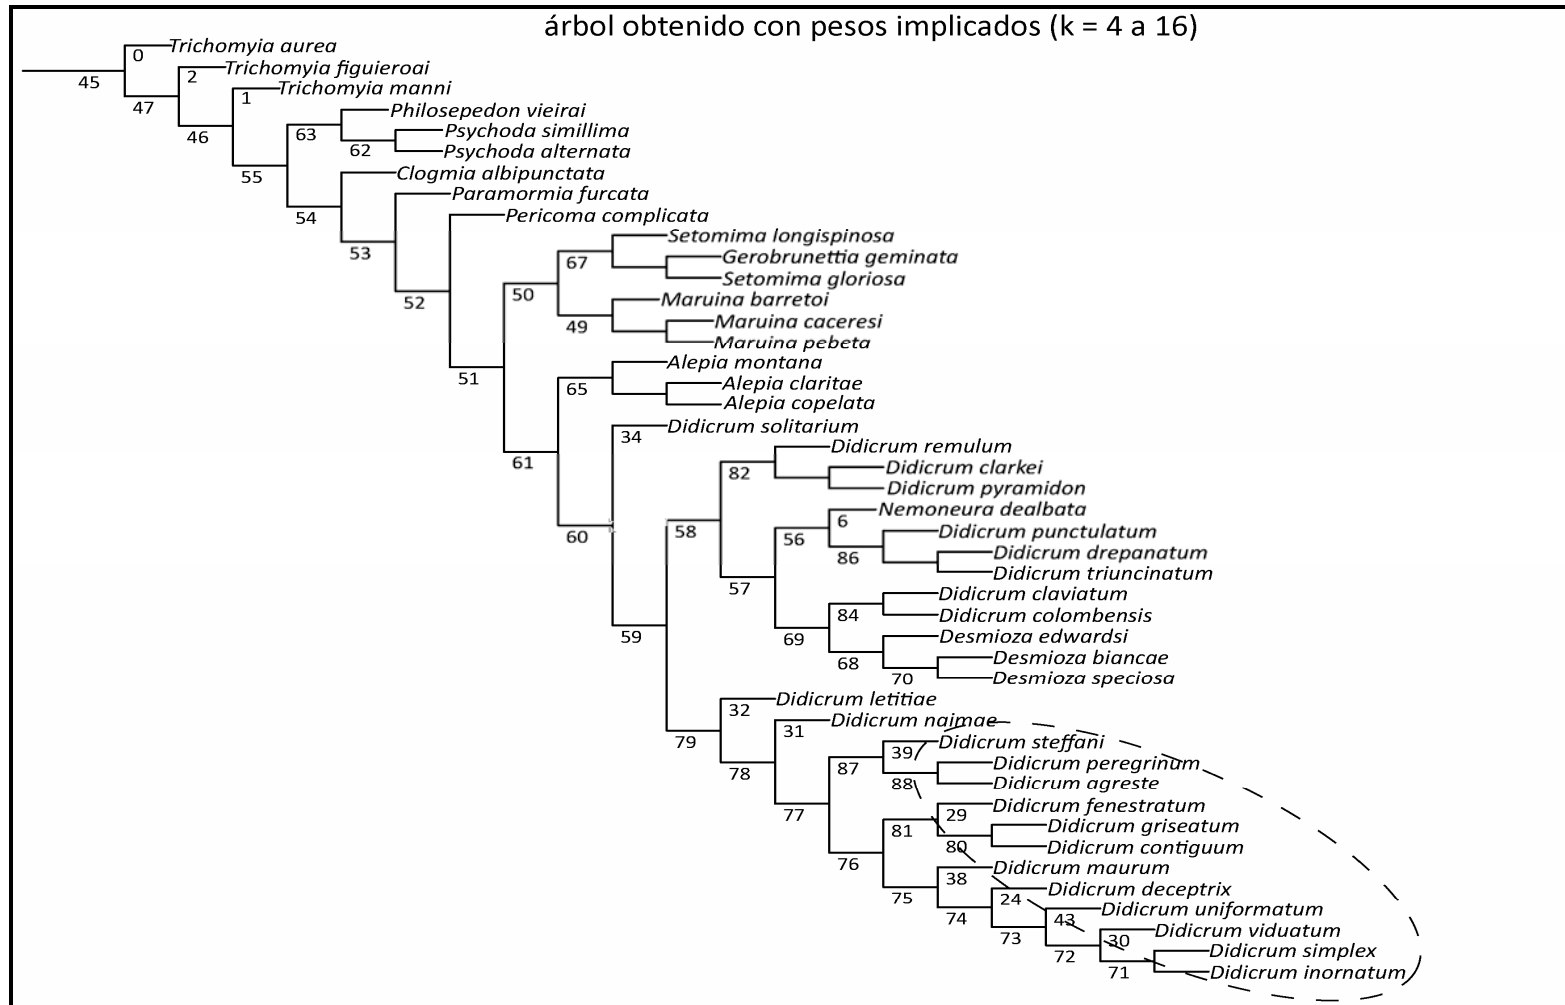 árbol obtenido con pesos implicados (k = 4 a 16)
Trichomyia aurea
0
Trichomyia figuieroai
45
2
Trichomyia manni
47
1
Philosepedon vieirai
46
63
Psychoda simillima
62
Psychoda alternata
55
Clogmia albipunctata
Paramormia furcata
54
Pericoma complicata
53
Setomima longispinosa
67
Gerobrunettia geminata
Setomima gloriosa
52
50
Maruina barretoi
49
Maruina caceresi
Maruina pebeta
51
Alepia montana
65
Alepia claritae
Alepia copelata
34
Didicrum solitarium
61
Didicrum remulum
82
Didicrum clarkei
Didicrum pyramidon
60
58
Nemoneura dealbata
6
56
Didicrum punctulatum
86
Didicrum drepanatum
Didicrum triuncinatum
57
Didicrum claviatum
84
Didicrum colombensis
59
69
Desmioza edwardsi
68
Desmioza biancae
70
Desmioza speciosa
Didicrum letitiae
32
Didicrum naimae
79
31
Didicrum steffani
39
78
87
Didicrum peregrinum
88
Didicrum agreste
77
Didicrum fenestratum
29
81
Didicrum griseatum
80
Didicrum contiguum
76
Didicrum maurum
38
Didicrum deceptrix
75
24
Didicrum uniformatum
74
43
Didicrum viduatum
73
30
Didicrum simplex
72
71
Didicrum inornatum